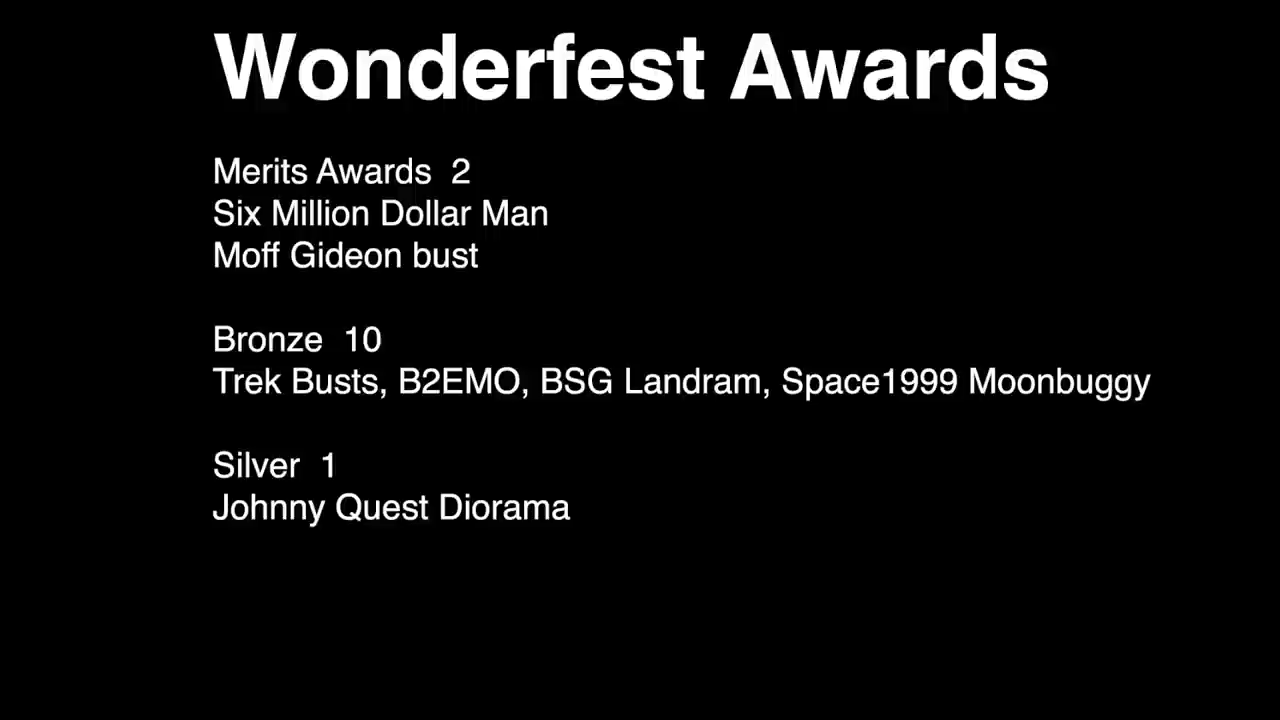 Wonderfest Awards
Merits Awards  2
Six Million Dollar Man
Moff Gideon bust
Bronze  10
Trek Busts, B2EMO, BSG Landram, Space1999 Moonbuggy
Silver  1
Johnny Quest Diorama